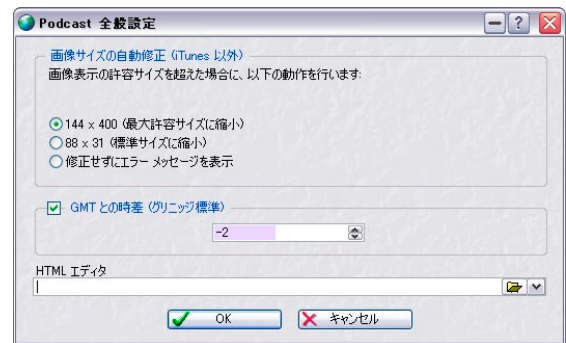 Podcast 全般設定
画像サイズの自動修正 (iTunes 以外)
画像表示の許容サイズを超えた場合に、以下の動作を行います:
144 x 400 (最大許容サイズに縮小)
88 x 31 (標準サイズに縮小)
修正せずにエラー メッセージを表示
GMT との時差 (グリニッジ標準)
-2
HTML エディタ
OK キャンセル